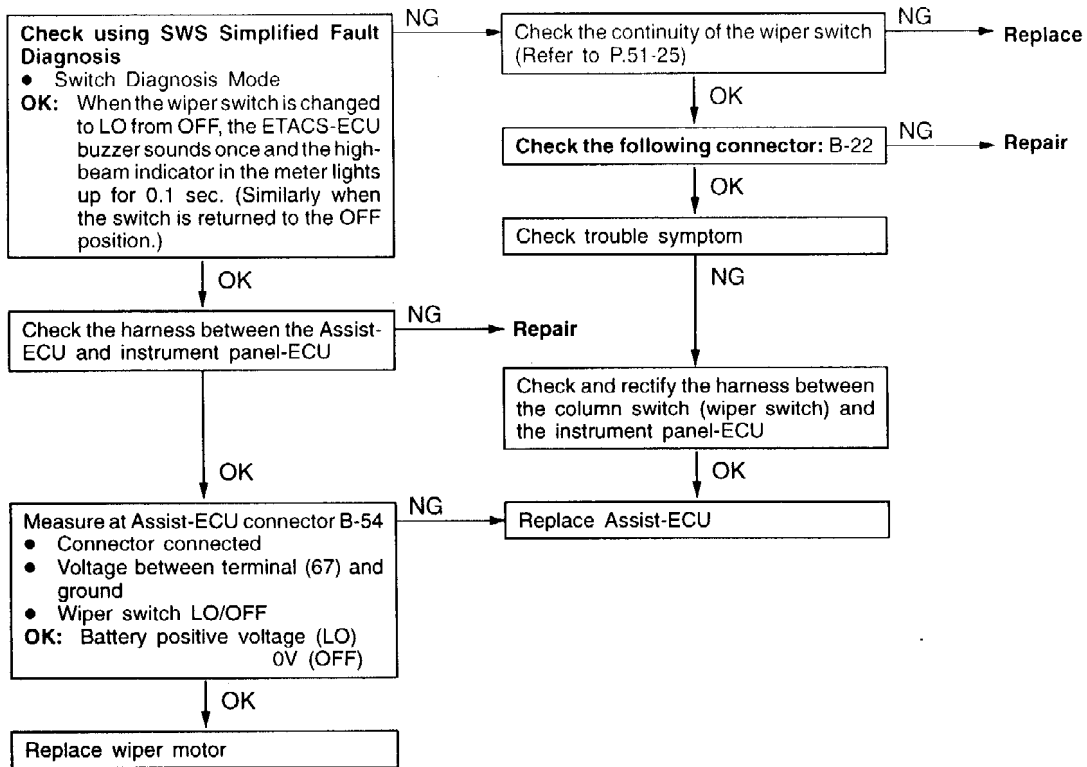 Check using SWS Simplified Fault
Diagnosis
● Switch Diagnosis Mode
OK: When the wiper switch is changed
to LO from OFF, the ETACS-ECU
buzzer sounds once and the high-
beam indicator in the meter lights
up for 0.1 sec. (Similarly when
the switch is returned to the OFF
position.)
NG
Check the continuity of the wiper switch
(Refer to P.51-25)
NG
Replace
OK
Check the following connector: B-22
NG
Repair
OK
Check trouble symptom
NG
OK
Check the harness between the Assist-
ECU and instrument panel-ECU
NG
Repair
Check and rectify the harness between
the column switch (wiper switch) and
the instrument panel-ECU
OK
OK
Measure at Assist-ECU connector B-54
● Connector connected
● Voltage between terminal (67) and
ground
● Wiper switch LO/OFF
OK: Battery positive voltage (LO)
0V (OFF)
NG
Replace Assist-ECU
OK
Replace wiper motor